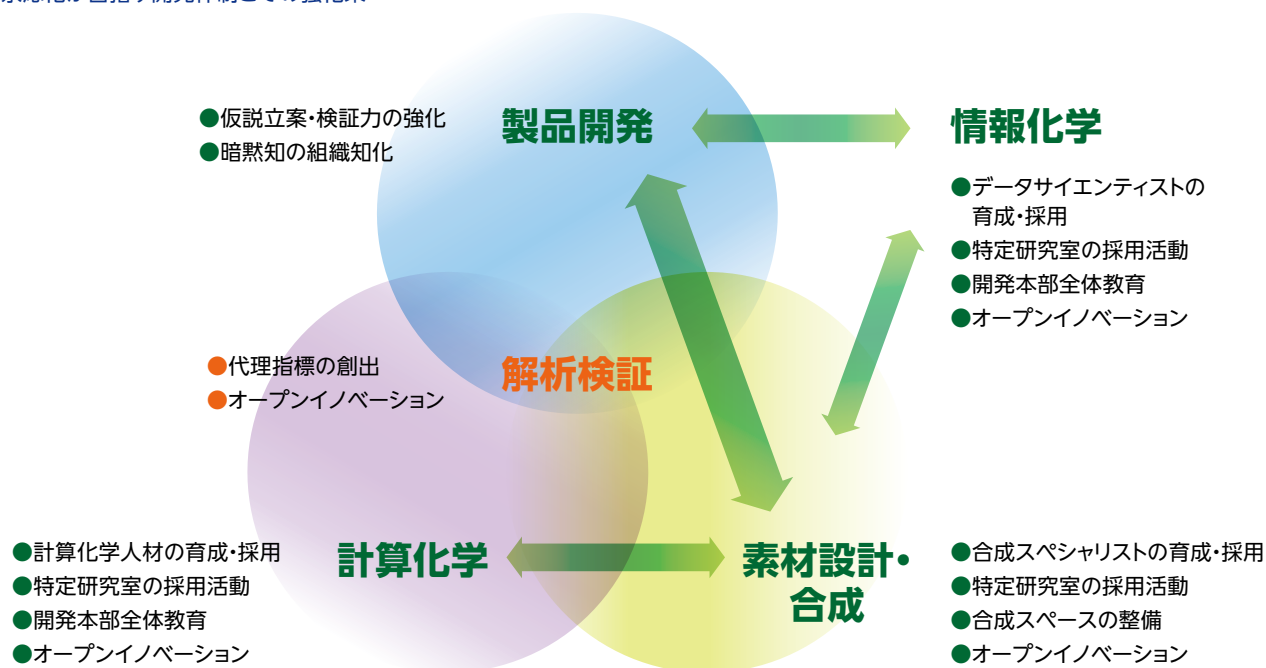 ●仮説立案・検証力の強化
●暗黙知の組織知化
製品開発
情報化学
●データサイエンティストの
育成・採用
●特定研究室の採用活動
●開発本部全体教育
●オープンイノベーション
●代理指標の創出
●オープンイノベーション
解析検証
●計算化学人材の育成・採用
●特定研究室の採用活動
●開発本部全体教育
●オープンイノベーション
計算化学
素材設計・
合成
●合成スペシャリストの育成・採用
●特定研究室の採用活動
●合成スペースの整備
●オープンイノベーション